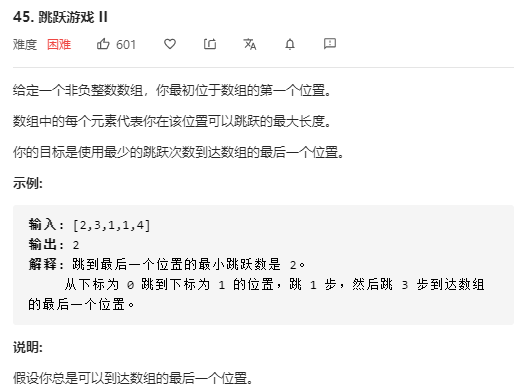 45. 跳跃游戏 II
难度 困难 601
给定一个非负整数数组，你最初位于数组的第一个位置。
数组中的每个元素代表你在该位置可以跳跃的最大长度。
你的目标是使用最少的跳跃次数到达数组的最后一个位置。
示例:
输入: [2,3,1,1,4]
输出: 2
解释: 跳到最后一个位置的最小跳跃数是 2。
从下标为 0 跳到下标为 1 的位置，跳 1 步，然后跳 3 步到达数组
的最后一个位置。
说明:
假设你总是可以到达数组的最后一个位置。